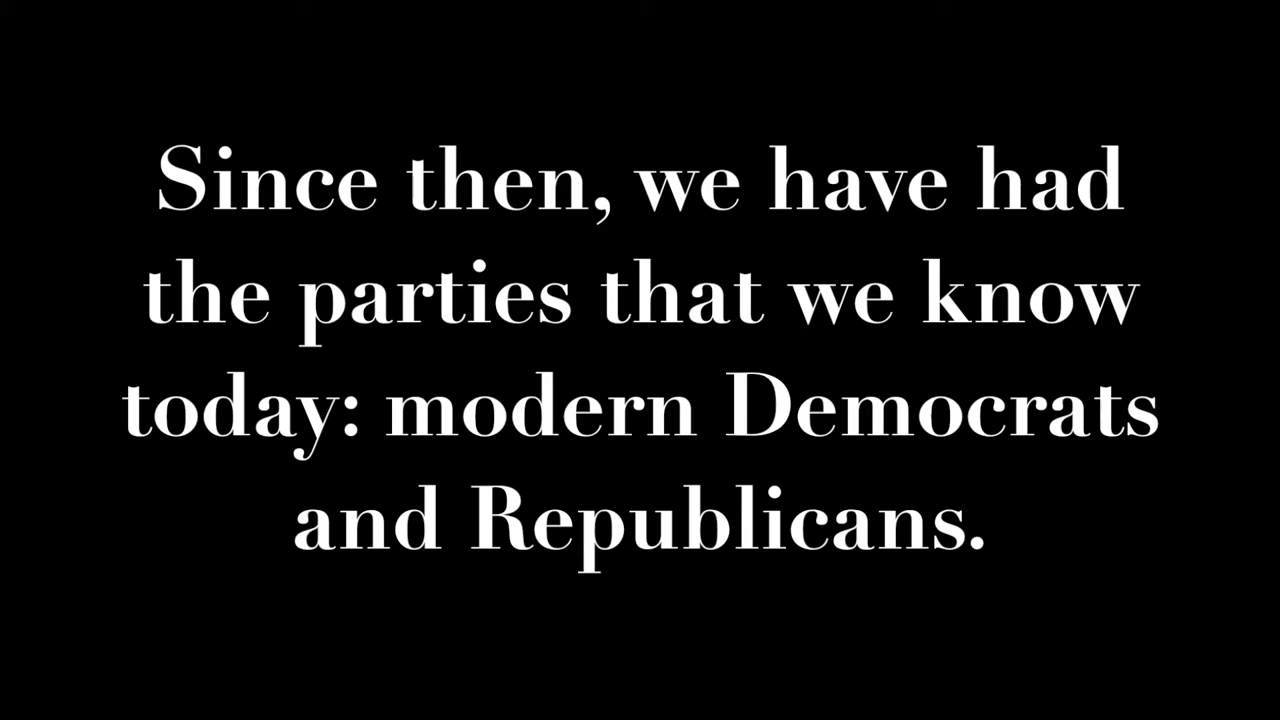 Since then, we have had
the parties that we know
today: modern Democrats
and Republicans.